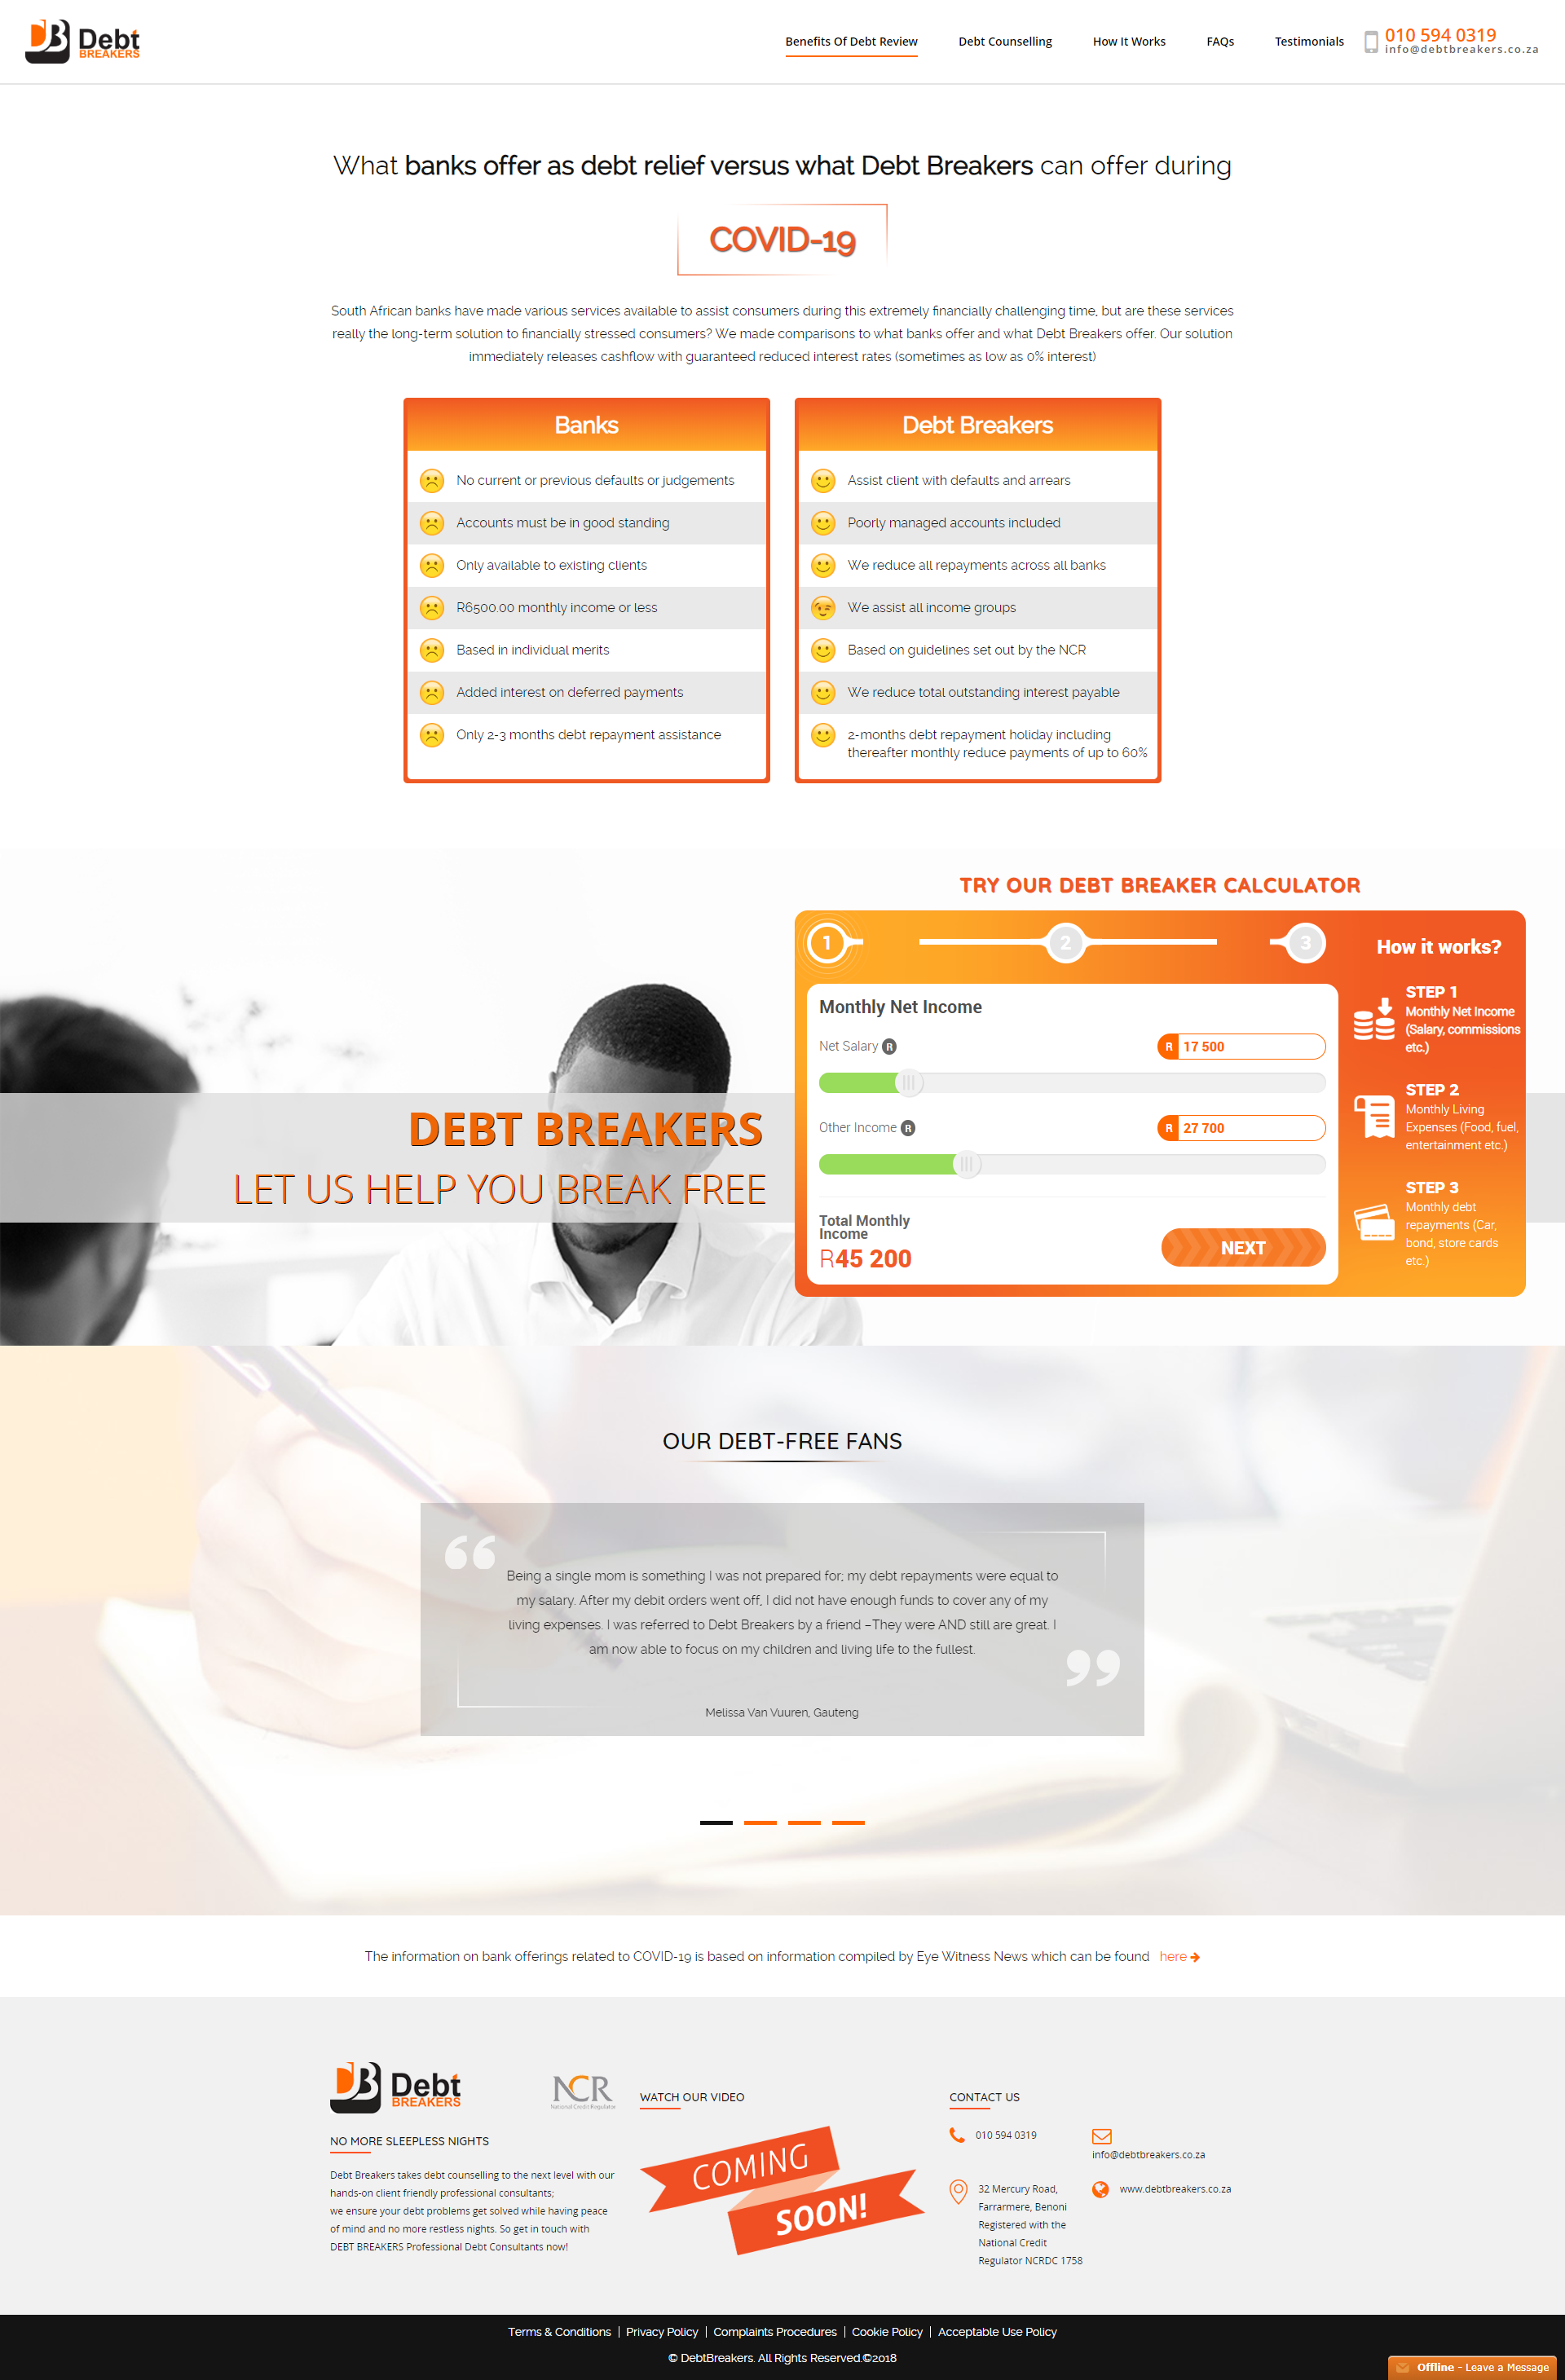 Debt
BREAKERS
Benefits Of Debt Review
Debt Counselling
How It Works
FAQs
Testimonials
010 594 0319
info@debtbreakers.co.za
What banks offer as debt relief versus what Debt Breakers can offer during
COVID-19
South African banks have made various services available to assist consumers during this extremely financially challenging time, but are these services
really the long-term solution to financially stressed consumers? We made comparisons to what banks offer and what Debt Breakers offer. Our solution
immediately releases cashflow with guaranteed reduced interest rates (sometimes as low as 0% interest)
Banks
No current or previous defaults or judgements
Accounts must be in good standing
Only available to existing clients
R6500.00 monthly income or less
Based in individual merits
Added interest on deferred payments
Only 2-3 months debt repayment assistance
Debt Breakers
Assist client with defaults and arrears
Poorly managed accounts included
We reduce all repayments across all banks
We assist all income groups
Based on guidelines set out by the NCR
We reduce total outstanding interest payable
2-months debt repayment holiday including
thereafter monthly reduce payments of up to 60%
DEBT BREAKERS
LET US HELP YOU BREAK FREE
TRY OUR DEBT BREAKER CALCULATOR
1
2
3
Monthly Net Income
Net Salary R
R 17 500
Other Income R
R 27 700
Total Monthly
Income
R45 200
NEXT
How it works?
STEP 1
Monthly Net Income
(Salary, commissions
etc.)
STEP 2
Monthly Living
Expenses (Food, fuel,
entertainment etc.)
STEP 3
Monthly debt
repayments (Car,
bond, store cards
etc.)
OUR DEBT-FREE FANS
“
Being a single mom is something I was not prepared for; my debt repayments were equal to
my salary. After my debit orders went off, I did not have enough funds to cover any of my
living expenses. I was referred to Debt Breakers by a friend –They were AND still are great. I
am now able to focus on my children and living life to the fullest.
”
Melissa Van Vuuren, Gauteng
The information on bank offerings related to COVID-19 is based on information compiled by Eye Witness News which can be found here
Debt
BREAKERS
NCR
National Credit Regulator
NO MORE SLEEPLESS NIGHTS
Debt Breakers takes debt counselling to the next level with our
hands-on client friendly professional consultants;
we ensure your debt problems get solved while having peace
of mind and no more restless nights. So get in touch with
DEBT BREAKERS Professional Debt Consultants now!
WATCH OUR VIDEO
COMING
SOON!
CONTACT US
010 594 0319
info@debtbreakers.co.za
32 Mercury Road,
Farrarmere, Benoni
Registered with the
National Credit
Regulator NCRDC 1758
www.debtbreakers.co.za
Terms & Conditions | Privacy Policy | Complaints Procedures | Cookie Policy | Acceptable Use Policy
© DebtBreakers. All Rights Reserved.©2018
Offline - Leave a Message